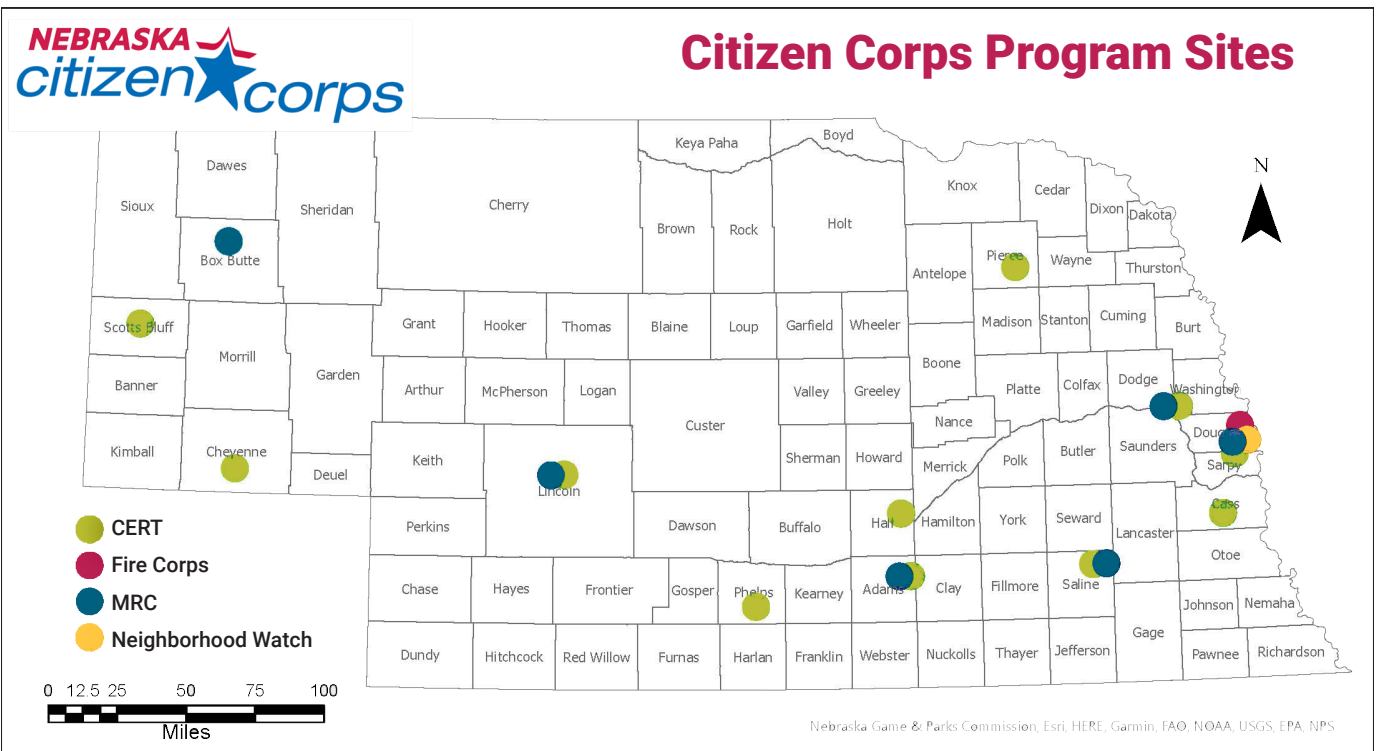 NEBRASKA
citizen corps
Citizen Corps Program Sites
N
Keya Paha
Boyd
Dawes
Sioux
Sheridan
Cherry
Brown
Rock
Holt
Knox
Cedar
Dixon
Dakota
Box Butte
Antelope
Pierce
Wayne
Thurston
Scotts Bluff
Grant
Hooker
Thomas
Blaine
Loup
Garfield
Wheeler
Madison
Stanton
Cuming
Burt
Morrill
Garden
Banner
Arthur
McPherson
Logan
Valley
Greeley
Boone
Platte
Colfax
Dodge
Washington
Custer
Nance
Kimball
Cheyenne
Deuel
Keith
Lincoln
Sherman
Howard
Merrick
Polk
Butler
Saunders
Douglas
Sarpy
Perkins
Dawson
Buffalo
Hall
Hamilton
York
Seward
Lancaster
Cass
Otoe
Chase
Hayes
Frontier
Gosper
Phelps
Kearney
Adams
Clay
Fillmore
Saline
Johnson
Nemaha
Dundy
Hitchcock
Red Willow
Furnas
Harlan
Franklin
Webster
Nuckolls
Thayer
Jefferson
Gage
Pawnee
Richardson
CERT
Fire Corps
MRC
Neighborhood Watch
0 12.5 25 50 75 100
Miles
Nebraska Game & Parks Commission, Esri, HERE, Garmin, FAO, NOAA, USGS, EPA, NPS